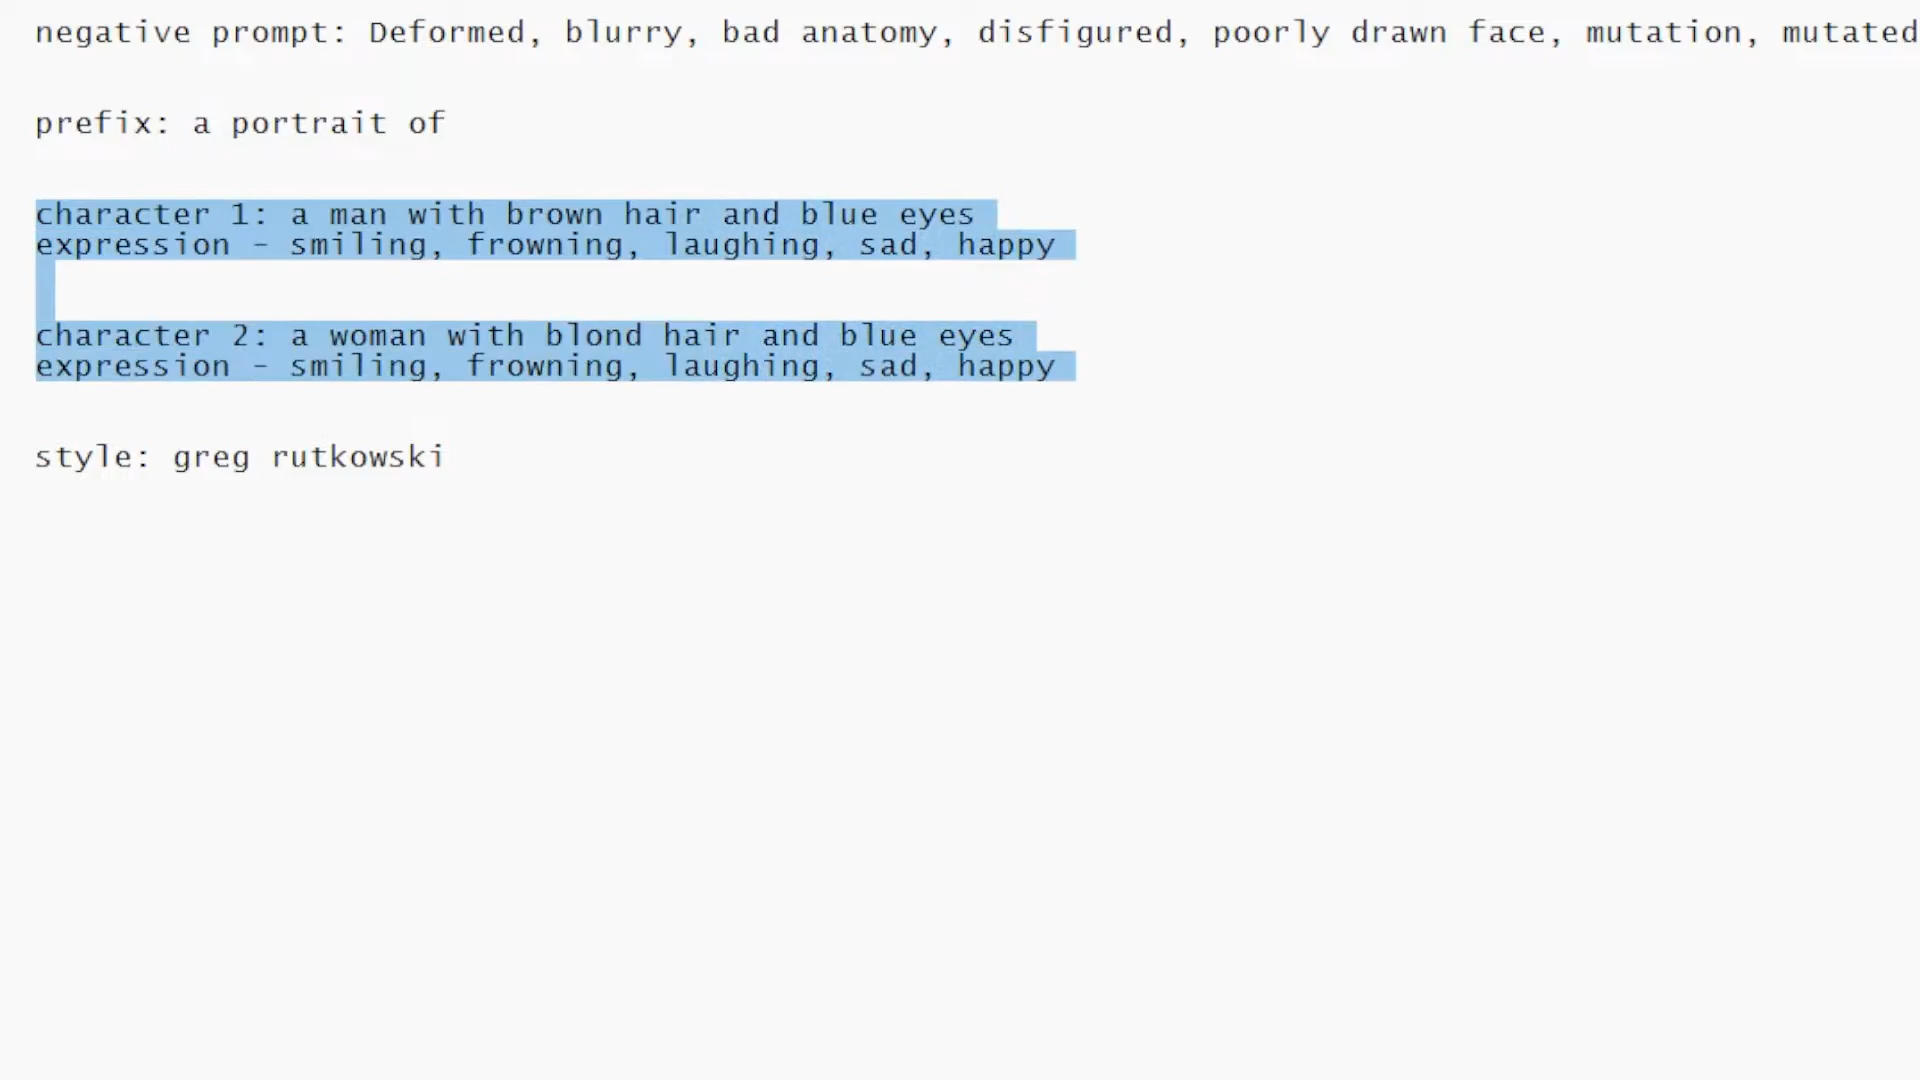 negative prompt: Deformed, blurry, bad anatomy, disfigured, poorly drawn face, mutation, mutated
prefix: a portrait of
character 1: a man with brown hair and blue eyes
expression - smiling, frowning, laughing, sad, happy
character 2: a woman with blond hair and blue eyes
expression - smiling, frowning, laughing, sad, happy
style: greg rutkowski